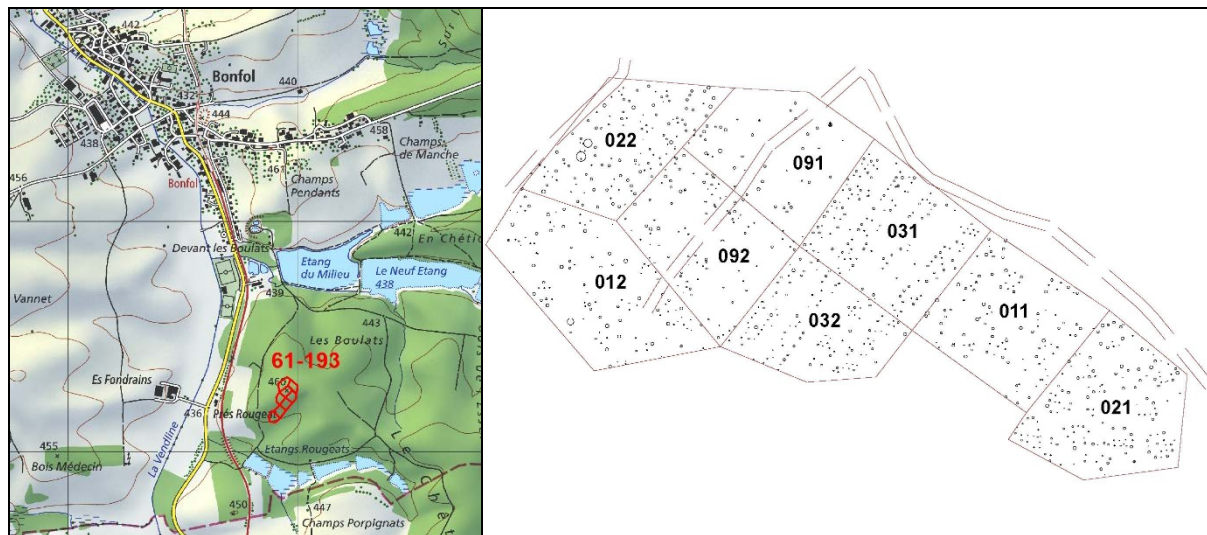 442
Sur
Bonfol
440
432
444
458
438
Champs
de Manche
456
461
Champs
Pendants
Bonfol
442
En Chéti
Devant les Boulats
Etang
du Milieu
Le Neuf Etang
438
439
Vannet
443
Les Boulats
61-193
460
Es Fondrains
436
Prés Rougeat
La Vendline
Le
455
Etangs Rougeats
Bois Médecin
450
447
Champs Porpignats
022
091
031
012
092
011
032
021